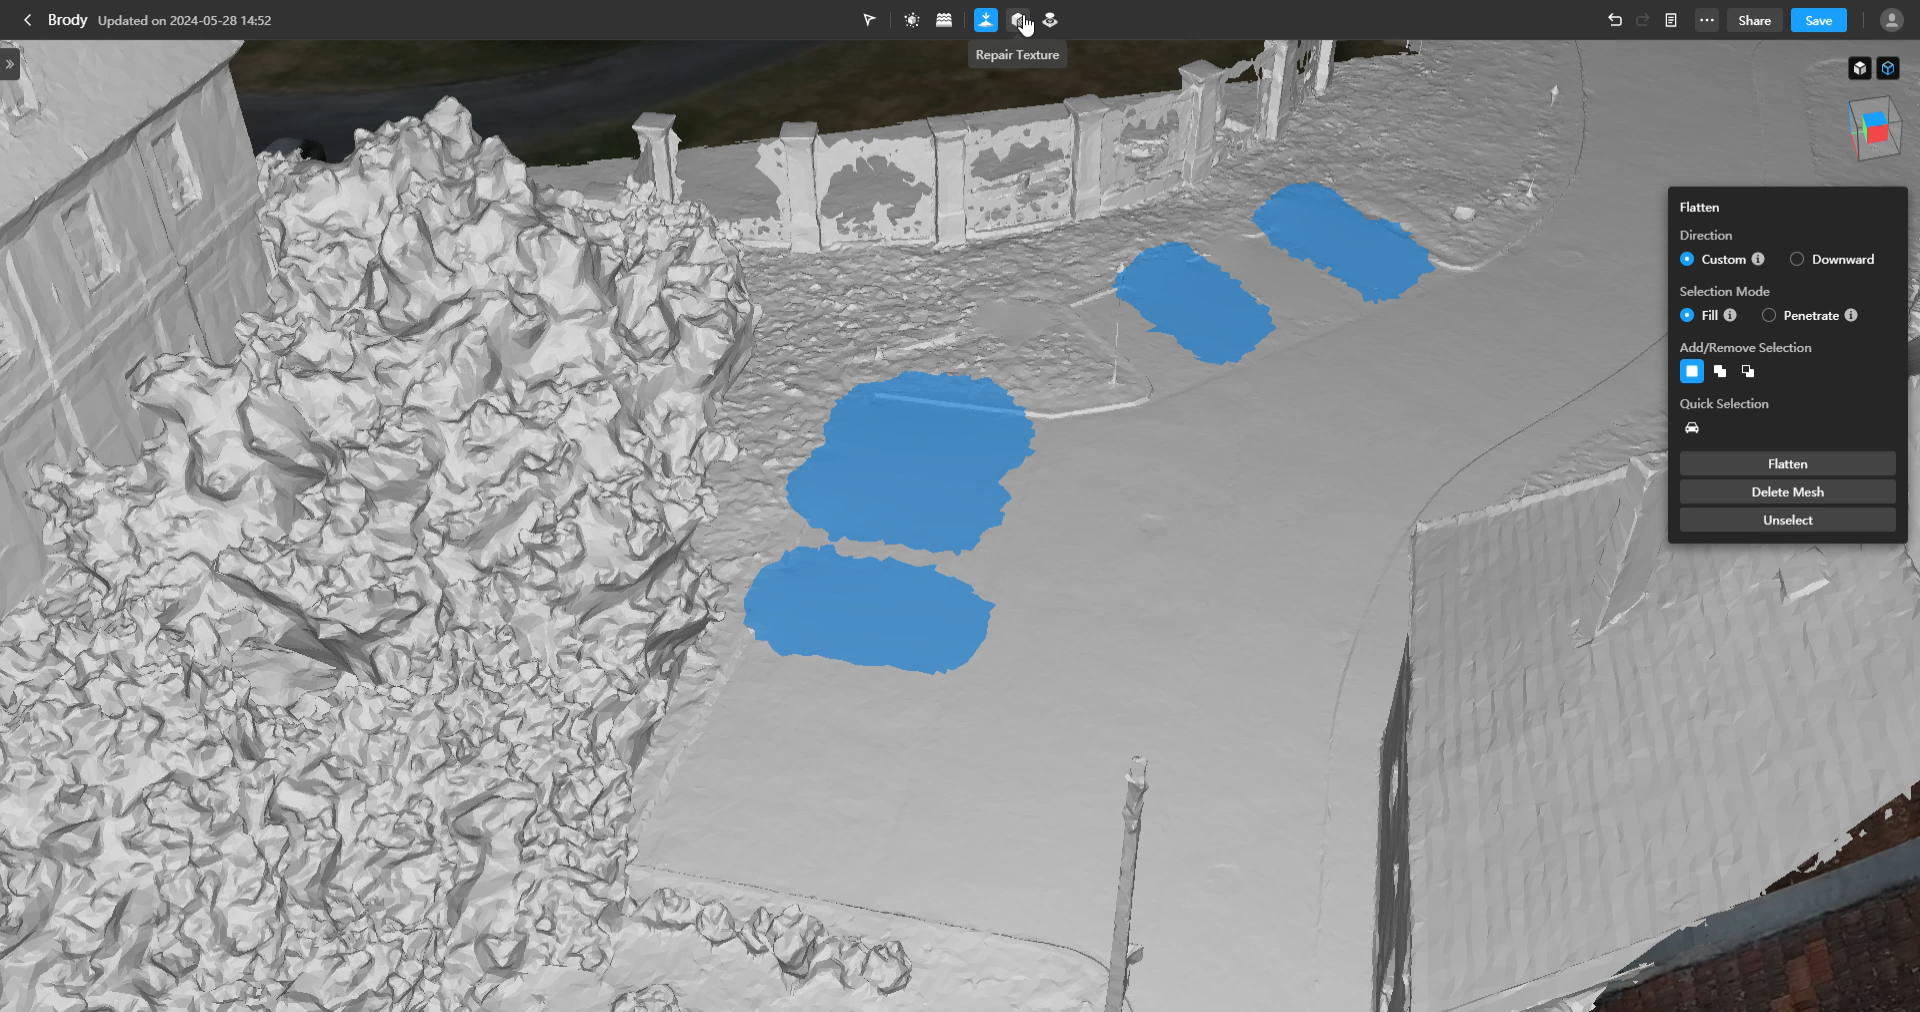 Brody Updated on 2024-05-28 14:52
Share
Save
Repair Texture
Flatten
Direction
Custom
Downward
Selection Mode
Fill
Penetrate
Add/Remove Selection
Quick Selection
Flatten
Delete Mesh
Unselect